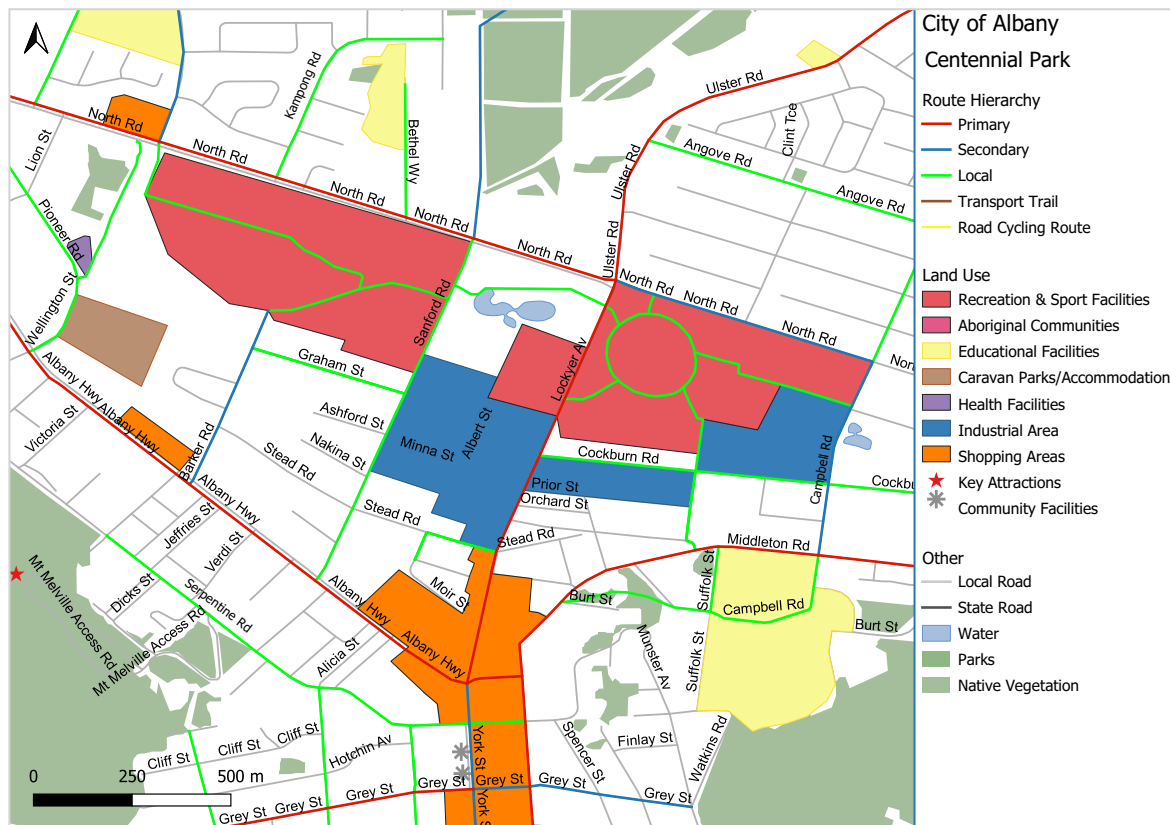 City of Albany
Centennial Park
Route Hierarchy
Primary
Secondary
Local
Transport Trail
Road Cycling Route
Land Use
Recreation & Sport Facilities
Aboriginal Communities
Educational Facilities
Caravan Parks/Accommodation
Health Facilities
Industrial Area
Shopping Areas
Key Attractions
Community Facilities
Other
Local Road
State Road
Water
Parks
Native Vegetation
Kampong Rd
Ulster Rd
North Rd
Lion St
North Rd
Bethel Wy
Clint Tce
Angove Rd
Ulster Rd
Angove Rd
North Rd
North Rd
Pioneer Rd
North Rd
Ulster Rd
North Rd
North Rd
North Rd
Nor
Wellington St
Sanford Rd
Lockyer Av
Graham St
Albany Hwy
Albany Hwy
Victoria St
Ashford St
Albert St
Nakina St
Minna St
Barker Rd
Stead Rd
Cockburn Rd
Campbell Rd
Cockbu
Prior St
Orchard St
Albany Hwy
Jeffries St
Stead Rd
Stead Rd
Middleton Rd
Verdi St
Dicks St
Serpentine Rd
Mt Melville Access Rd
Mt Melville Access Rd
Moir St
Albany Hwy
Albany Hwy
Alicia St
Burt St
Suffolk St
Campbell Rd
Burt St
Munster Av
Suffolk St
Cliff St
Cliff St
Cliff St
Hotchin Av
York St
Spencer St
Finlay St
Watkins Rd
Grey St
Grey St
Grey St
Grey St
Grey St
Grey St
York S
0 250 500 m